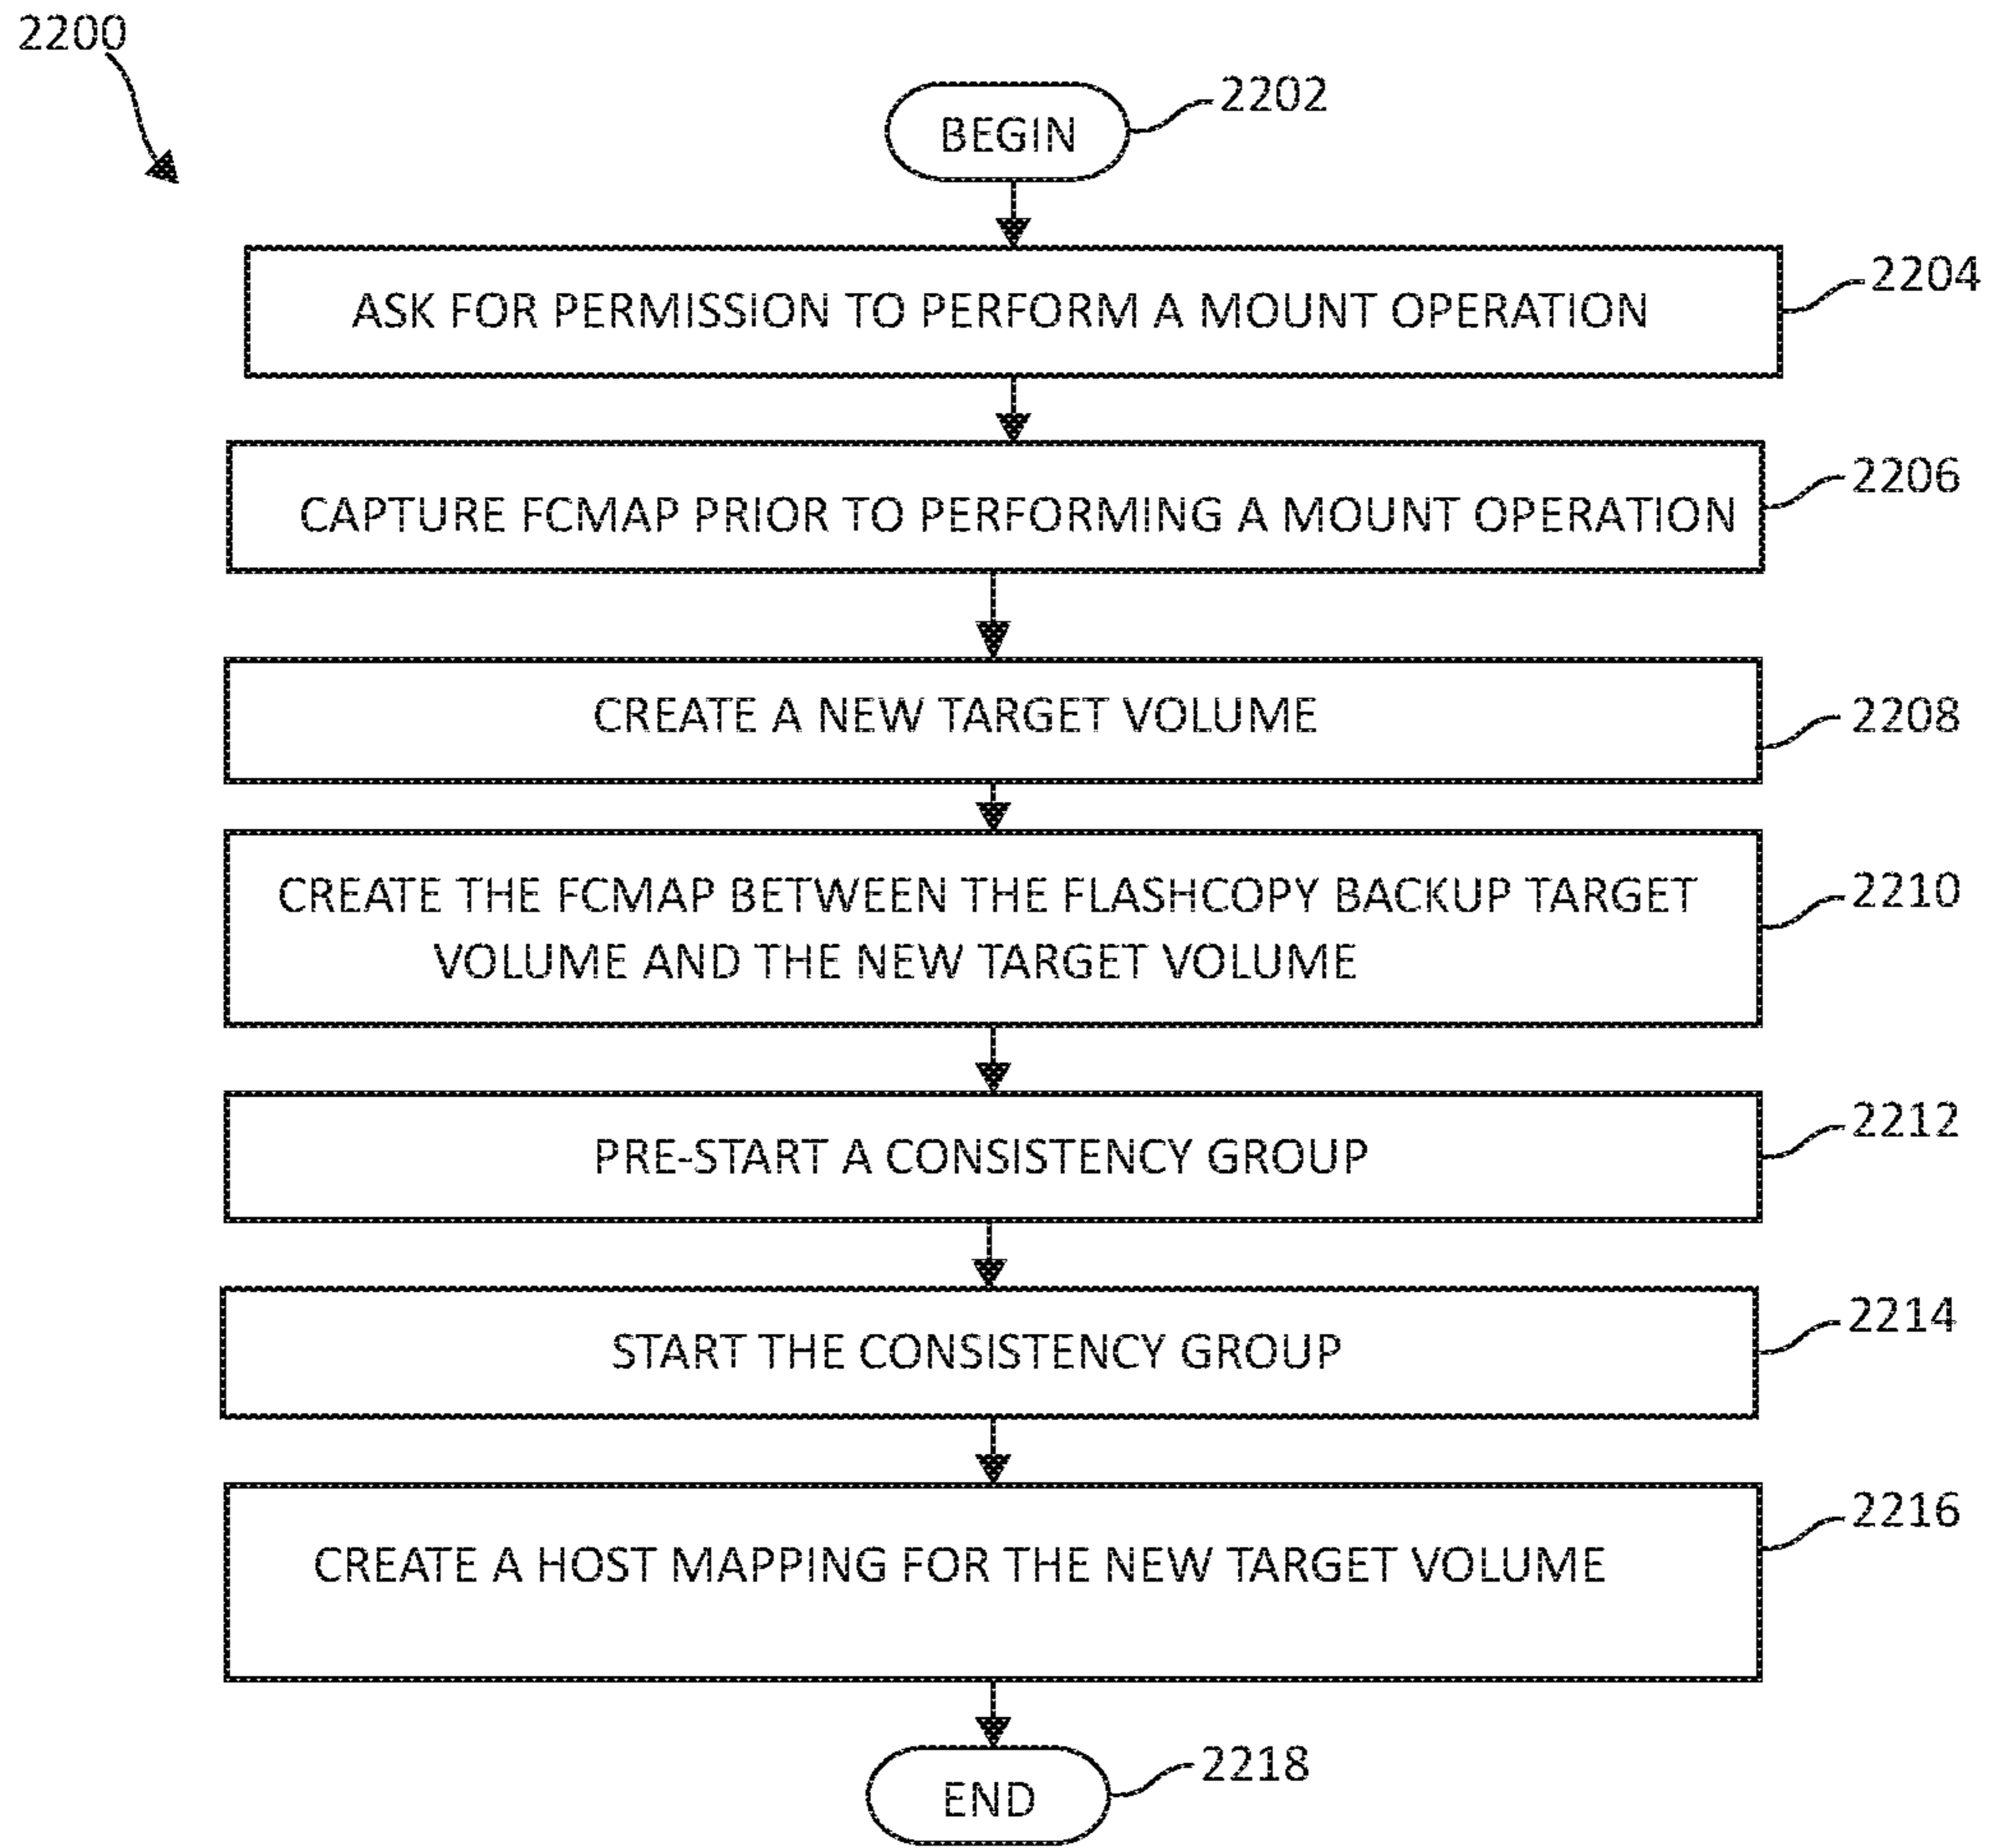 2200
BEGIN
2202
ASK FOR PERMISSION TO PERFORM A MOUNT OPERATION
2204
CAPTURE FCMAP PRIOR TO PERFORMING A MOUNT OPERATION
2206
CREATE A NEW TARGET VOLUME
2208
CREATE THE FCMAP BETWEEN THE FLASHCOPY BACKUP TARGET
VOLUME AND THE NEW TARGET VOLUME
2210
PRE-START A CONSISTENCY GROUP
2212
START THE CONSISTENCY GROUP
2214
CREATE A HOST MAPPING FOR THE NEW TARGET VOLUME
2216
END
2218